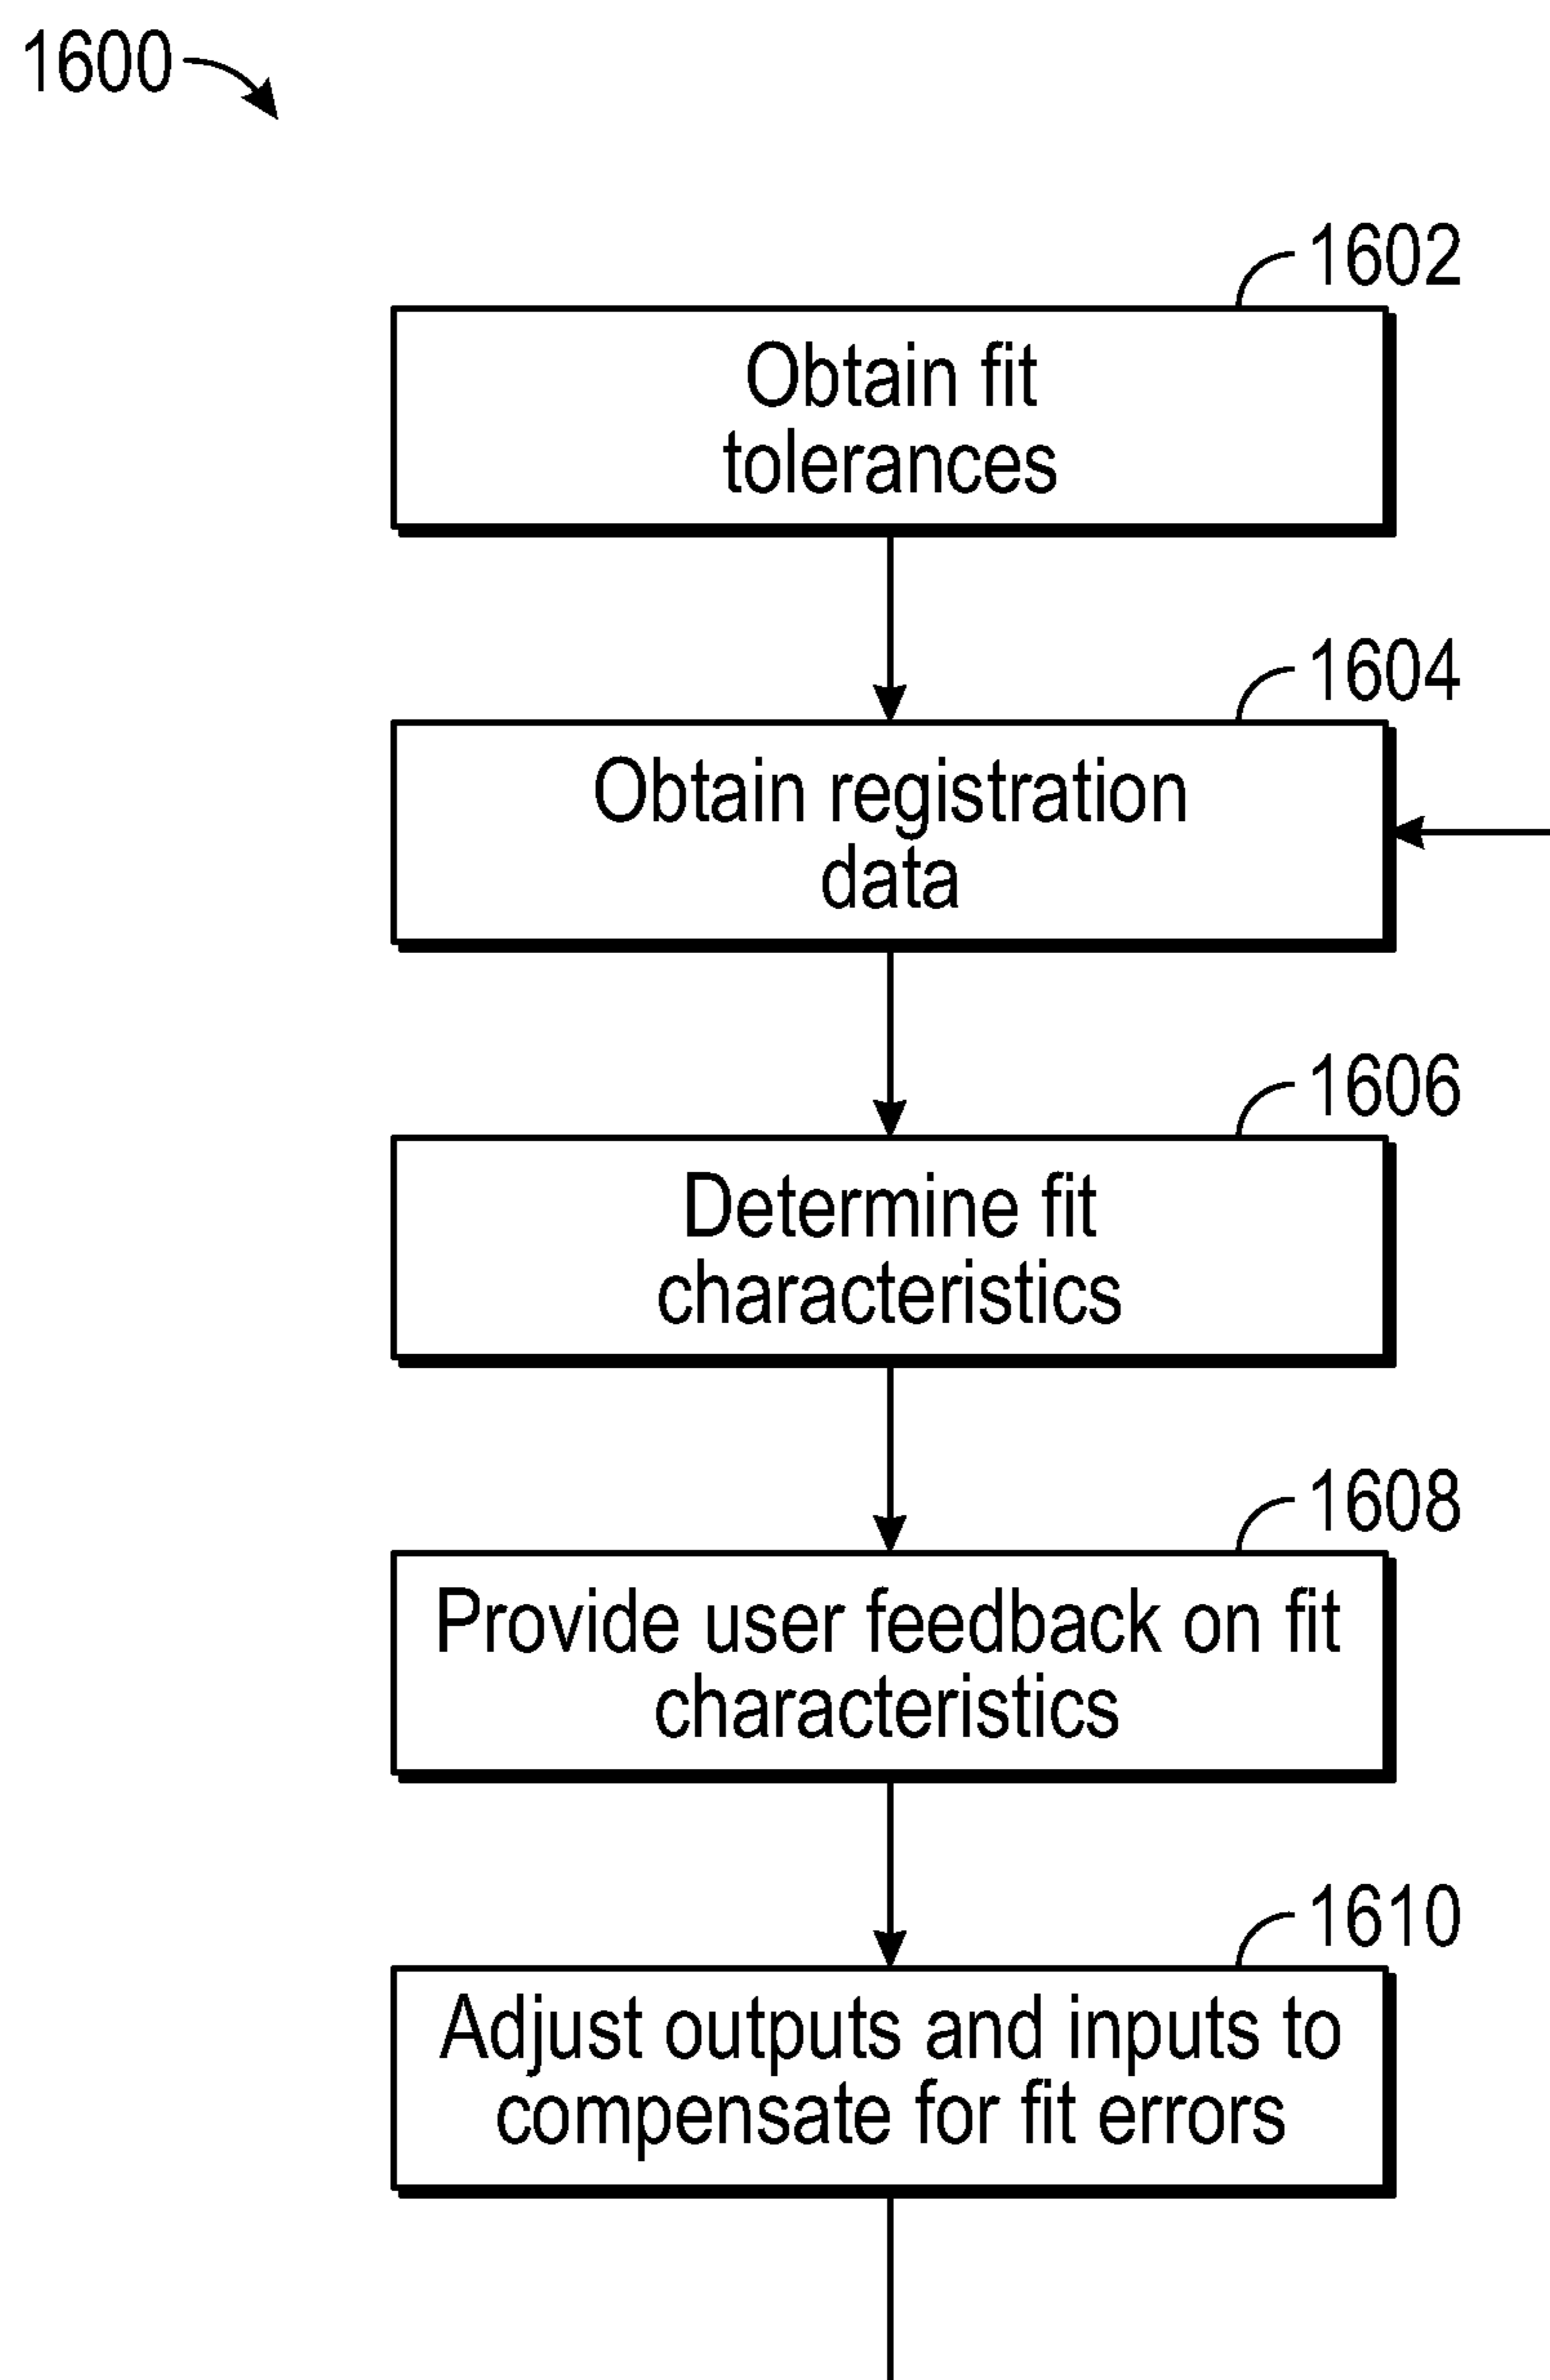 1600
1602
Obtain fit
tolerances
1604
Obtain registration
data
1606
Determine fit
characteristics
1608
Provide user feedback on fit
characteristics
1610
Adjust outputs and inputs to
compensate for fit errors